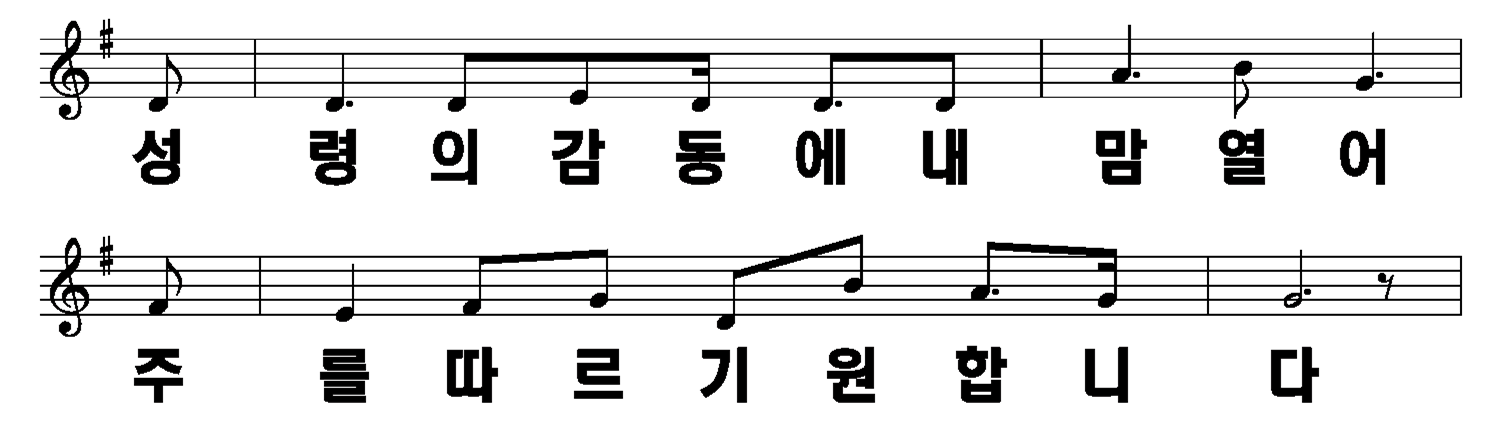 성 령 의 감 동 에 내 맘 열 어
주 를 따 르 기 원 합 니 다